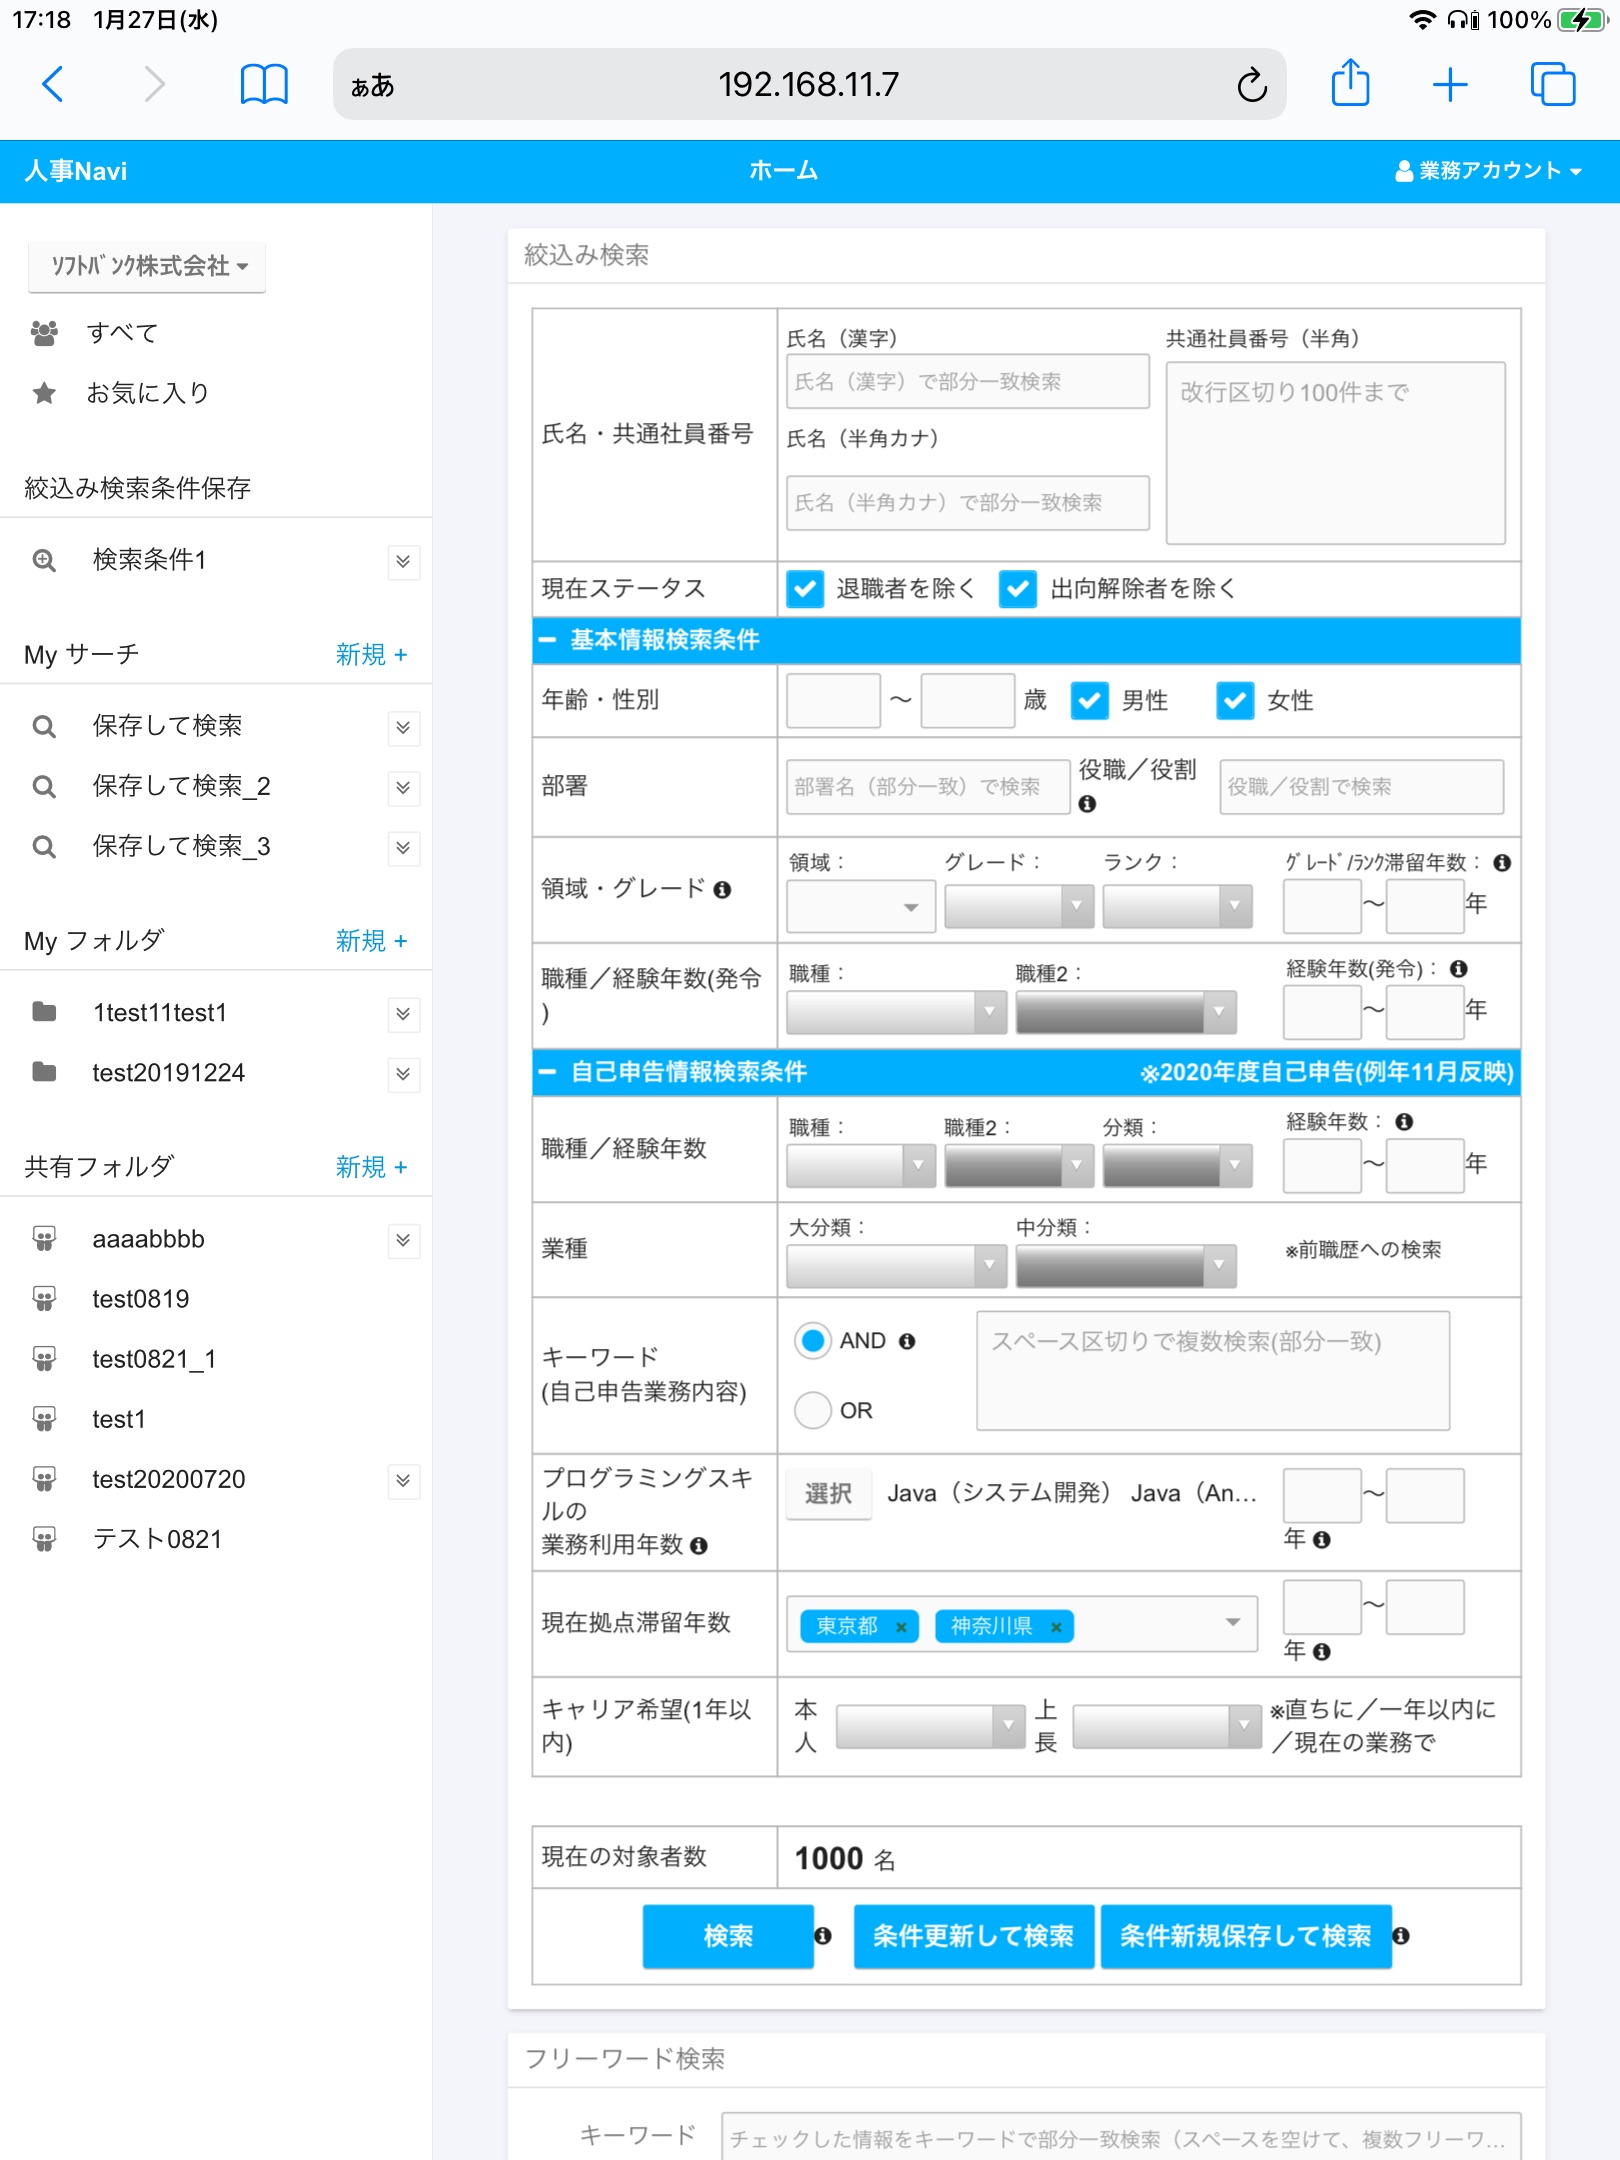 17:18 1月27日(水) 100%
ぁあ 192.168.11.7
人事Navi ホーム 業務アカウント
ｿﾌﾄﾊﾞﾝｸ株式会社
すべて
お気に入り
絞込み検索条件保存
検索条件1
My サーチ 新規 +
保存して検索
保存して検索_2
保存して検索_3
My フォルダ 新規 +
1test11test1
test20191224
共有フォルダ 新規 +
aaaabbbb
test0819
test0821_1
test1
test20200720
テスト0821
絞込み検索
氏名・共通社員番号
氏名（漢字）
氏名（漢字）で部分一致検索
氏名（半角カナ）
氏名（半角カナ）で部分一致検索
共通社員番号（半角）
改行区切り100件まで
現在ステータス 退職者を除く 出向解除者を除く
基本情報検索条件
年齢・性別 〜 歳 男性 女性
部署 部署名（部分一致）で検索 役職／役割 役職／役割で検索
領域・グレード 領域： グレード： ランク： ｸﾞﾚｰﾄﾞ/ﾗﾝｸ滞留年数：
〜 年
職種／経験年数(発令
)
職種： 職種2： 経験年数(発令)：
〜 年
自己申告情報検索条件 ※2020年度自己申告(例年11月反映)
職種／経験年数 職種： 職種2： 分類： 経験年数：
〜 年
業種 大分類： 中分類： ※前職歴への検索
キーワード
(自己申告業務内容)
AND
OR
スペース区切りで複数検索(部分一致)
プログラミングスキ
ルの
業務利用年数
選択 Java（システム開発） Java（An… 〜
年
現在拠点滞留年数 東京都 × 神奈川県 × 〜
年
キャリア希望(1年以
内)
本
人
上
長
※直ちに／一年以内に
／現在の業務で
現在の対象者数 1000 名
検索 条件更新して検索 条件新規保存して検索
フリーワード検索
キーワード チェックした情報をキーワードで部分一致検索（スペースを空けて、複数フリーワ…